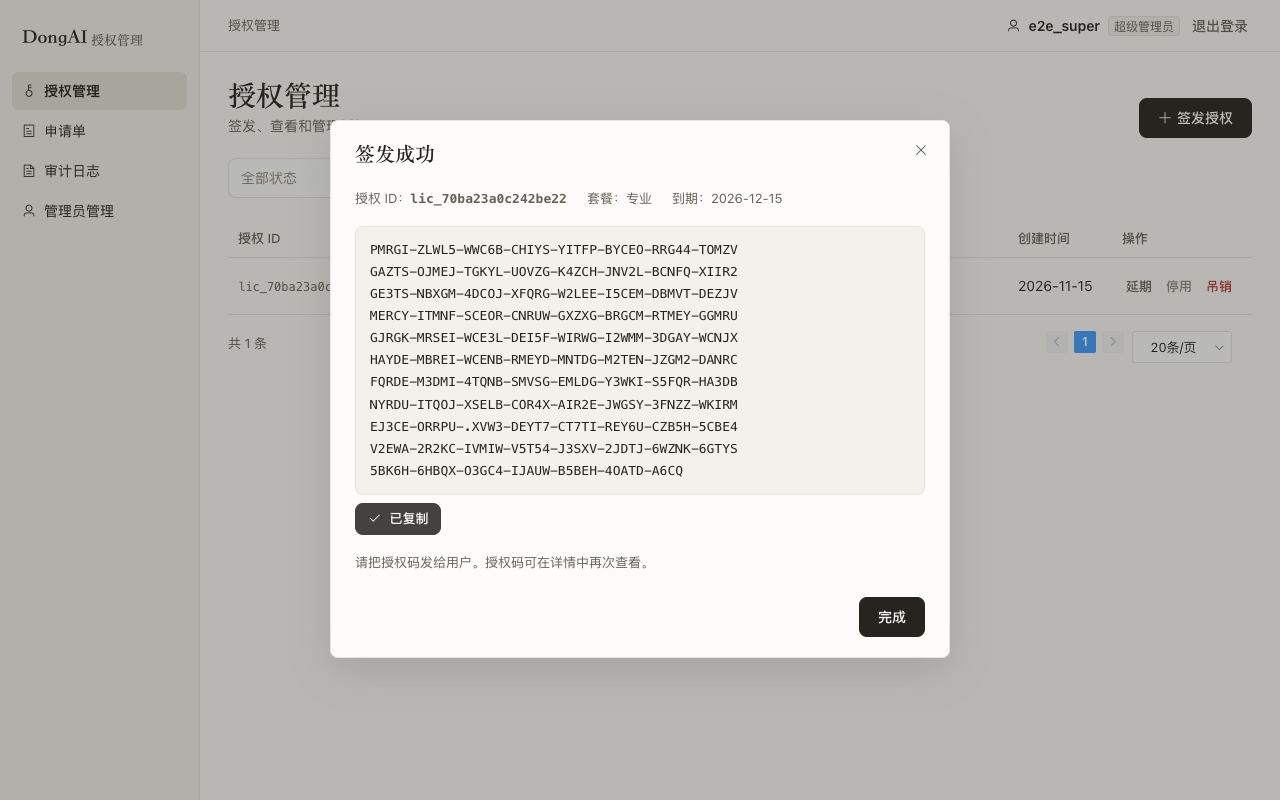 DongAI 授权管理
授权管理
e2e_super 超级管理员 退出登录
授权管理
申请单
审计日志
管理员管理
授权管理
签发、查看和管理
签发授权
全部状态
授权 ID 创建时间 操作
lic_70ba23a0c 2026-11-15 延期 停用 吊销
共 1 条 1 20条/页
签发成功
授权 ID: lic_70ba23a0c242be22 套餐: 专业 到期: 2026-12-15
PMRGI-ZLWL5-WWC6B-CHIYS-YITFP-BYCEO-RRG44-TOMZV
GAZTS-OJMEJ-TGKYL-UOVZG-K4ZCH-JNV2L-BCNFQ-XIIR2
GE3TS-NBXGM-4DCOJ-XFQRG-W2LEE-I5CEM-DBMVT-DEZJV
MERCY-ITMNF-SCEOR-CNRUW-GXZXG-BRGCM-RTMEY-GGMRU
GJRGK-MRSEI-WCE3L-DEI5F-WIRWG-I2WMM-3DGAY-WCNJX
HAYDE-MBREI-WCENB-RMEYD-MNTDG-M2TEN-JZGM2-DANRC
FQRDE-M3DMI-4TQNB-SMVSG-EMLDG-Y3WKI-S5FQR-HA3DB
NYRDU-ITQOJ-XSELB-COR4X-AIR2E-JWGSY-3FNZZ-WKIRM
EJ3CE-ORRPU-.XVW3-DEYT7-CT7TI-REY6U-CZB5H-5CBE4
V2EWA-2R2KC-IVMIW-V5T54-J3SXV-2JDTJ-6WZNK-6GTYS
5BK6H-6HBQX-O3GC4-IJAUW-B5BEH-4OATD-A6CQ
已复制
请把授权码发给用户。授权码可在详情中再次查看。
完成